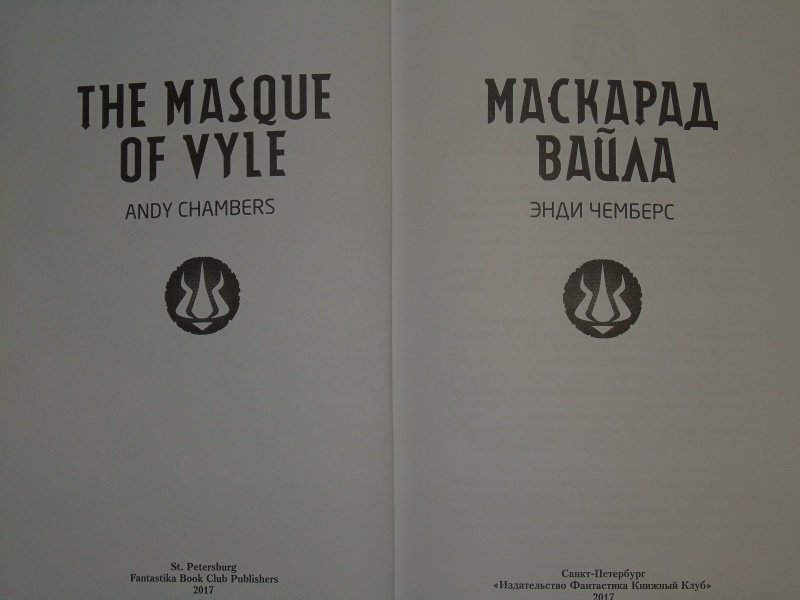 THE MASQUE
OF VYLE
ANDY CHAMBERS
St. Petersburg
Fantastika Book Club Publishers
2017
МАСКАРАД
ВАЙЛА
ЭНДИ ЧЕМБЕРС
Санкт-Петербург
«Издательство Фантастика Книжный Клуб»
2017